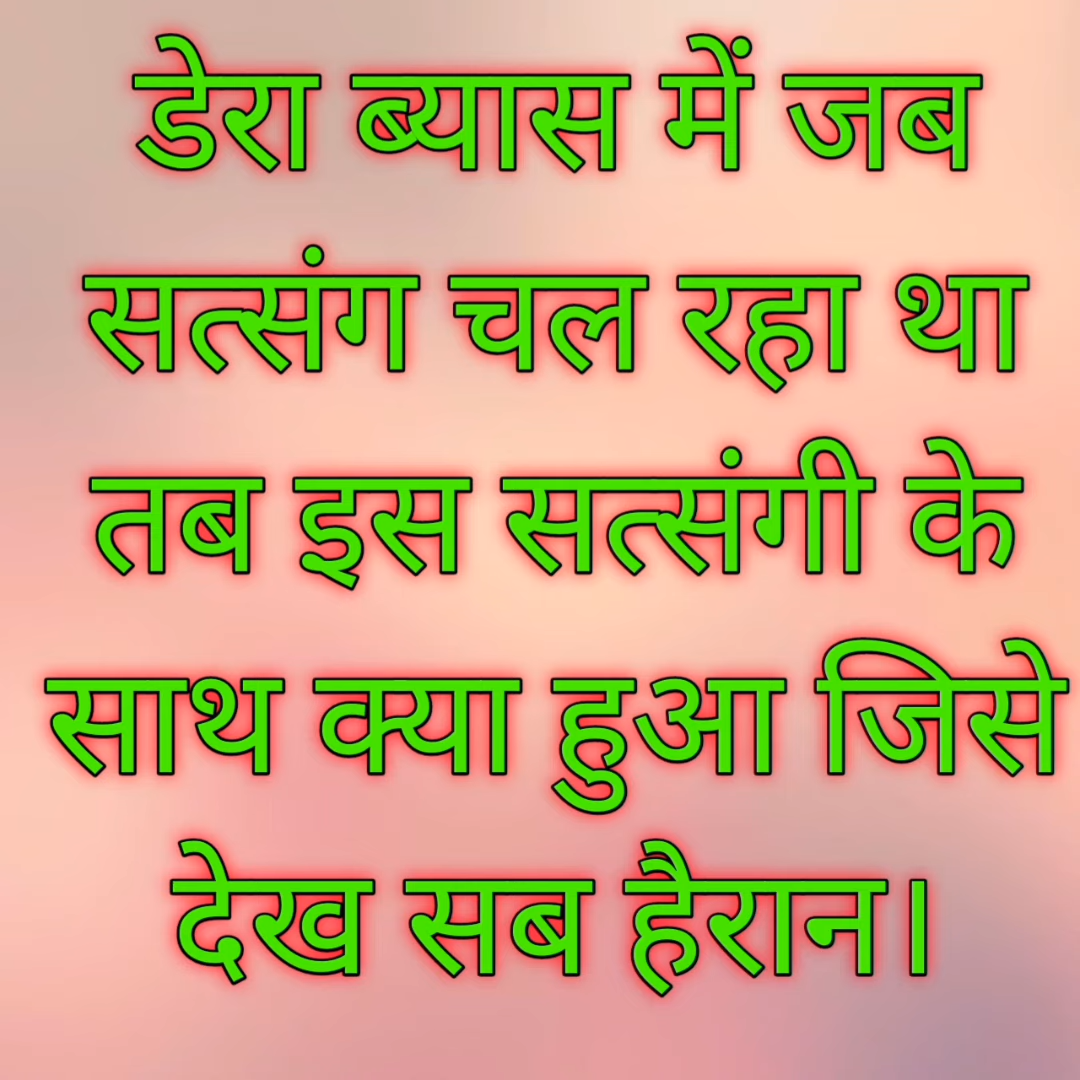 डेरा ब्यास में जब
सत्संग चल रहा था
तब इस सत्संगी के
साथ क्या हुआ जिसे
देख सब हैरान।